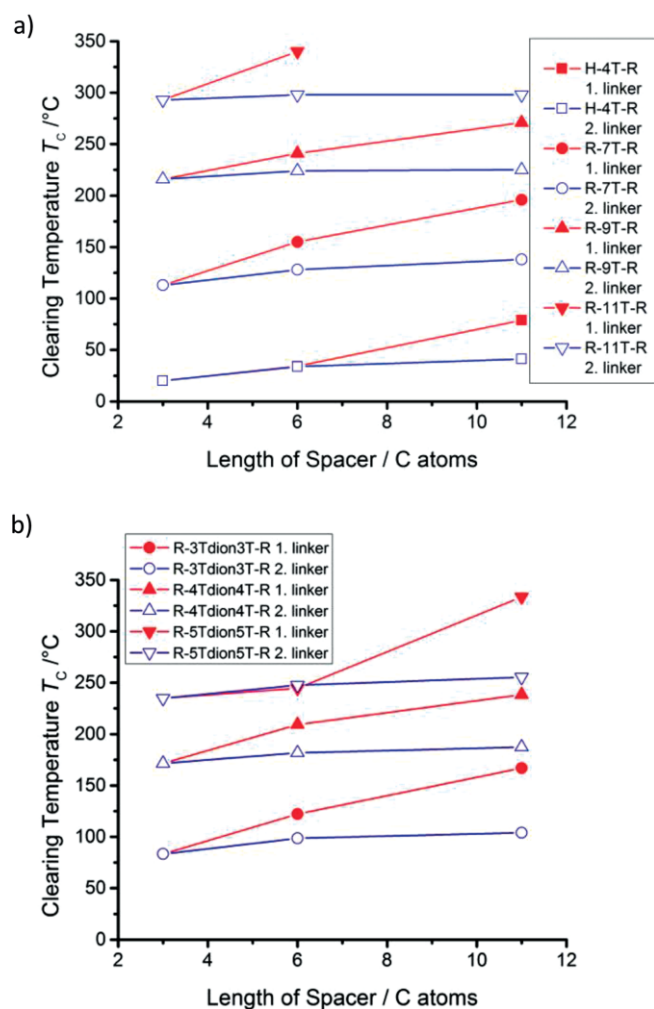 a)
350
300
250
200
150
100
50
0
Clearing Temperature TC /°C
2
4
6
8
10
12
Length of Spacer / C atoms
H-4T-R
1. linker
H-4T-R
2. linker
R-7T-R
1. linker
R-7T-R
2. linker
R-9T-R
1. linker
R-9T-R
2. linker
R-11T-R
1. linker
R-11T-R
2. linker
b)
R-3Tdion3T-R 1. linker
R-3Tdion3T-R 2. linker
R-4Tdion4T-R 1. linker
R-4Tdion4T-R 2. linker
R-5Tdion5T-R 1. linker
R-5Tdion5T-R 2. linker
350
300
250
200
150
100
50
0
Clearing Temperature TC /°C
2
4
6
8
10
12
Length of Spacer / C atoms